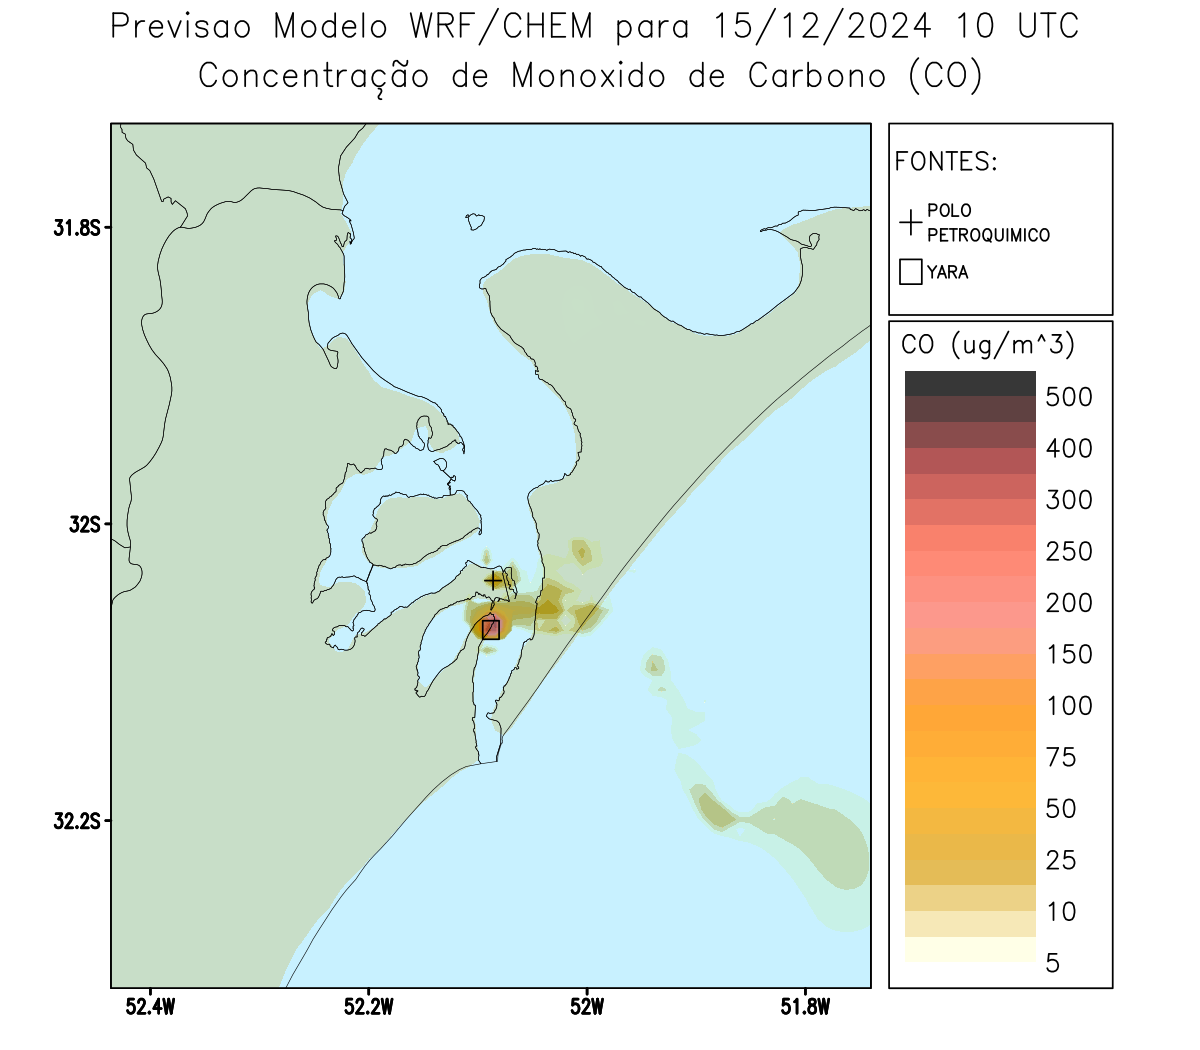 Previsao Modelo WRF/CHEM para 15/12/2024 10 UTC
Concentração de Monoxido de Carbono (CO)
FONTES:
POLO
PETROQUIMICO
YARA
CO (ug/m^3)
500
400
300
250
200
150
100
75
50
25
10
5
31.8S
32S
32.2S
52.4W
52.2W
52W
51.8W